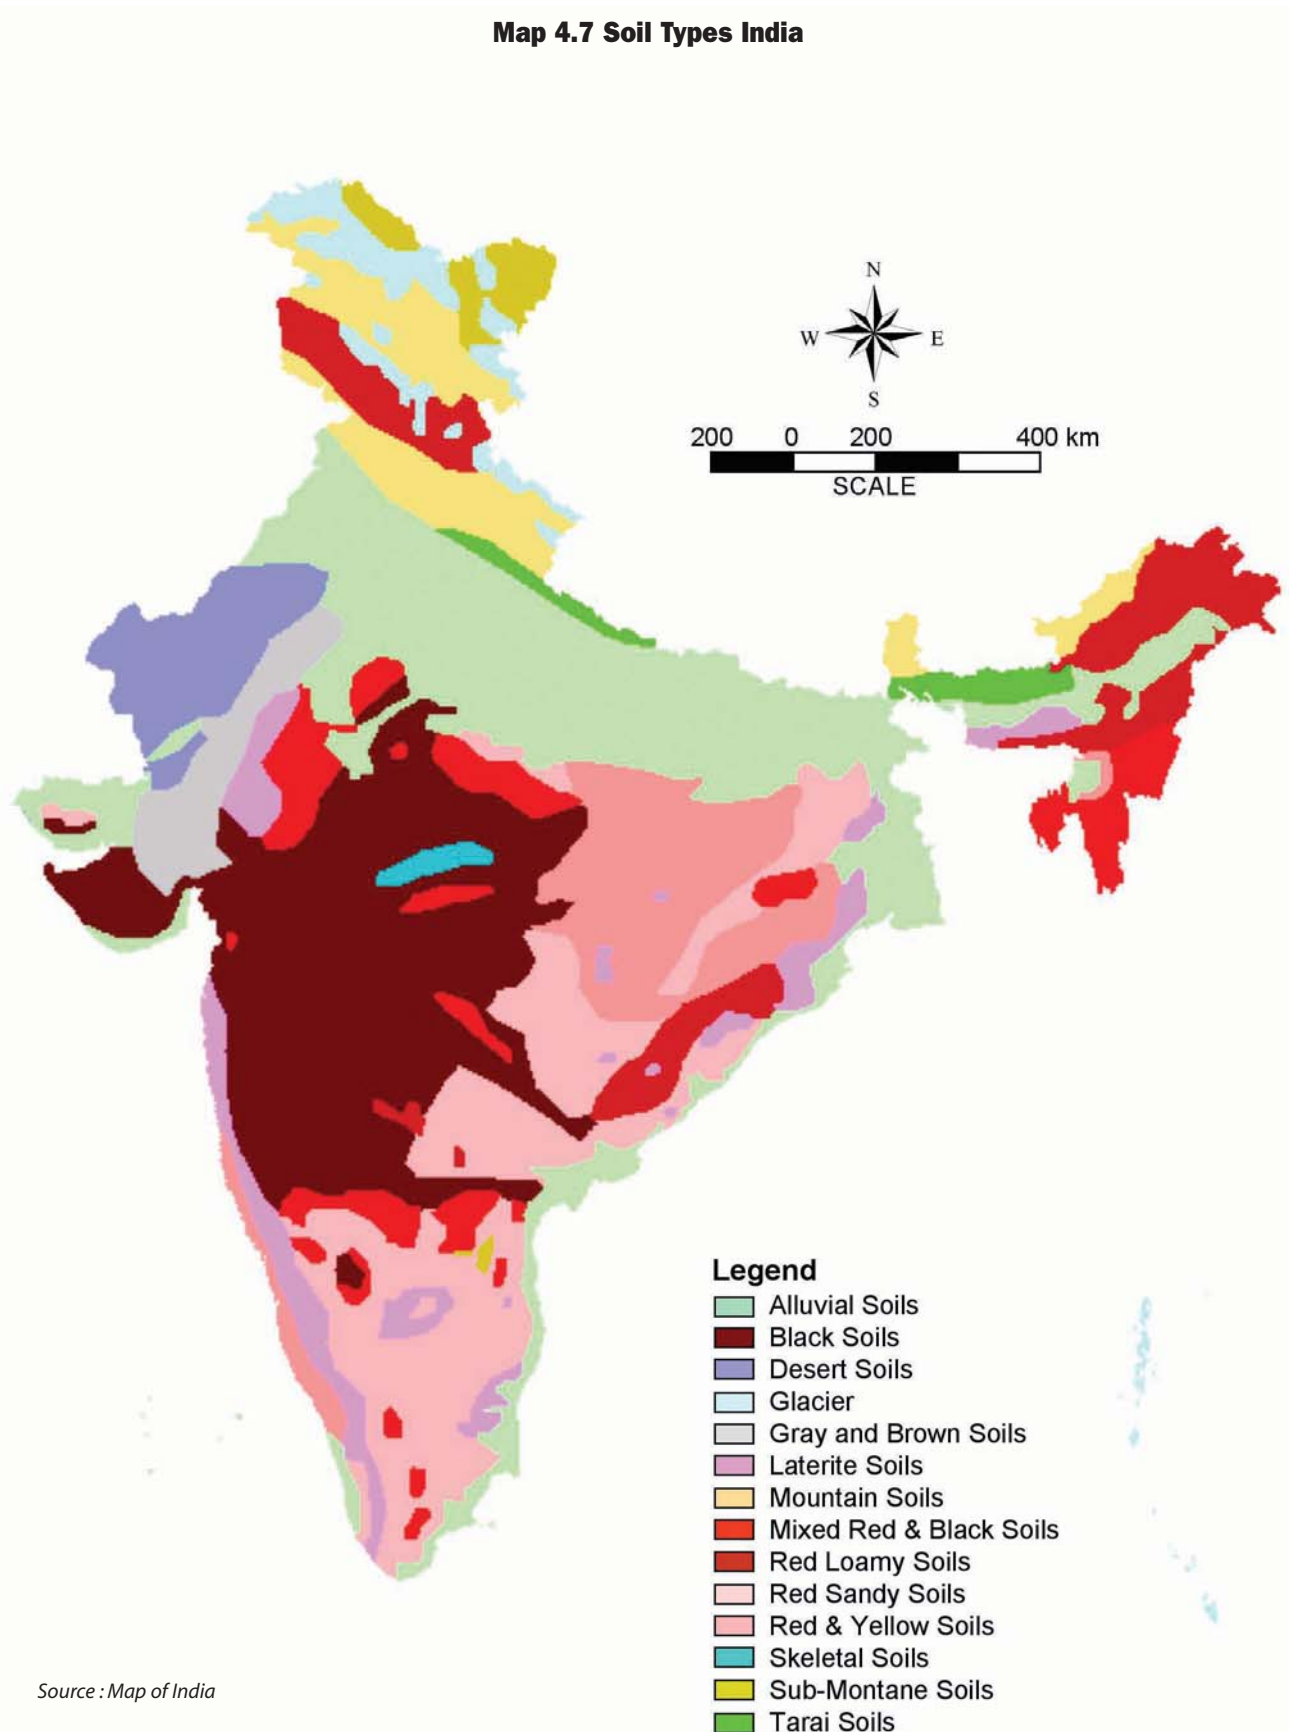 Map 4.7 Soil Types India
N
W E
S
200 0 200 400 km
SCALE
Legend
Alluvial Soils
Black Soils
Desert Soils
Glacier
Gray and Brown Soils
Laterite Soils
Mountain Soils
Mixed Red & Black Soils
Red Loamy Soils
Red Sandy Soils
Red & Yellow Soils
Skeletal Soils
Sub-Montane Soils
Tarai Soils
Source : Map of India